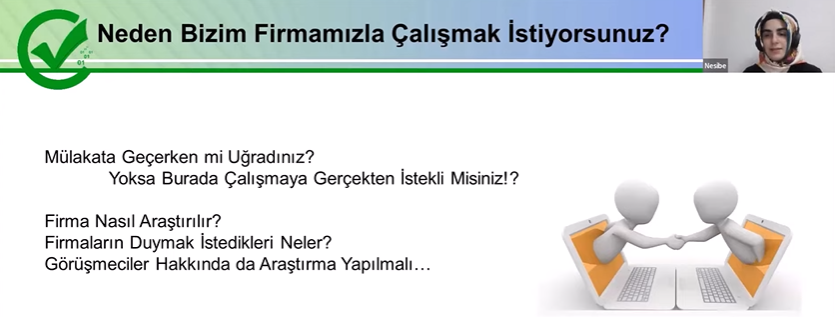 Neden Bizim Firmamızla Çalışmak İstiyorsunuz?
Nesibe
Mülakata Geçerken mi Uğradınız?
Yoksa Burada Çalışmaya Gerçekten İstekli Misiniz!?
Firma Nasıl Araştırılır?
Firmaların Duymak İstedikleri Neler?
Görüşmeciler Hakkında da Araştırma Yapılmalı…